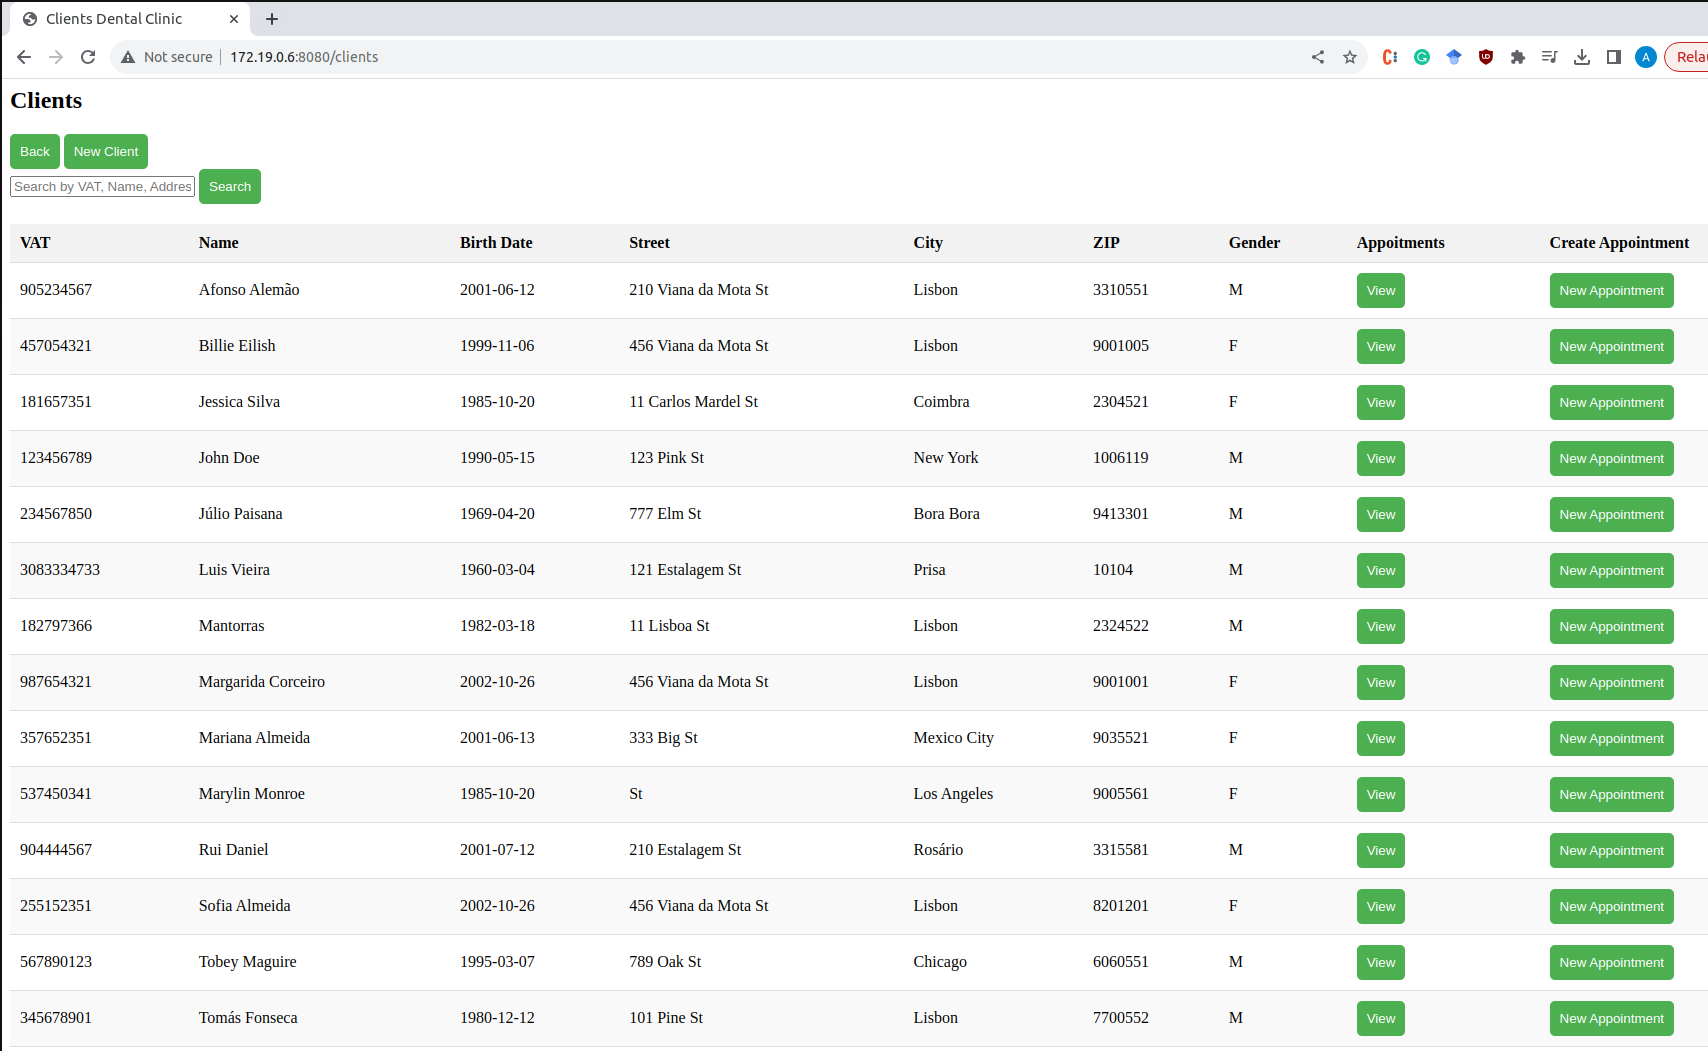 Clients Dental Clinic
Not secure 172.19.0.6:8080/clients A Relau
Clients
Back New Client
Search by VAT, Name, Addres Search
VAT Name Birth Date Street City ZIP Gender Appoitments Create Appointment
905234567 Afonso Alemão 2001-06-12 210 Viana da Mota St Lisbon 3310551 M View New Appointment
457054321 Billie Eilish 1999-11-06 456 Viana da Mota St Lisbon 9001005 F View New Appointment
181657351 Jessica Silva 1985-10-20 11 Carlos Mardel St Coimbra 2304521 F View New Appointment
123456789 John Doe 1990-05-15 123 Pink St New York 1006119 M View New Appointment
234567850 Júlio Paisana 1969-04-20 777 Elm St Bora Bora 9413301 M View New Appointment
3083334733 Luis Vieira 1960-03-04 121 Estalagem St Prisa 10104 M View New Appointment
182797366 Mantorras 1982-03-18 11 Lisboa St Lisbon 2324522 M View New Appointment
987654321 Margarida Corceiro 2002-10-26 456 Viana da Mota St Lisbon 9001001 F View New Appointment
357652351 Mariana Almeida 2001-06-13 333 Big St Mexico City 9035521 F View New Appointment
537450341 Marylin Monroe 1985-10-20 St Los Angeles 9005561 F View New Appointment
904444567 Rui Daniel 2001-07-12 210 Estalagem St Rosário 3315581 M View New Appointment
255152351 Sofia Almeida 2002-10-26 456 Viana da Mota St Lisbon 8201201 F View New Appointment
567890123 Tobey Maguire 1995-03-07 789 Oak St Chicago 6060551 M View New Appointment
345678901 Tomás Fonseca 1980-12-12 101 Pine St Lisbon 7700552 M View New Appointment